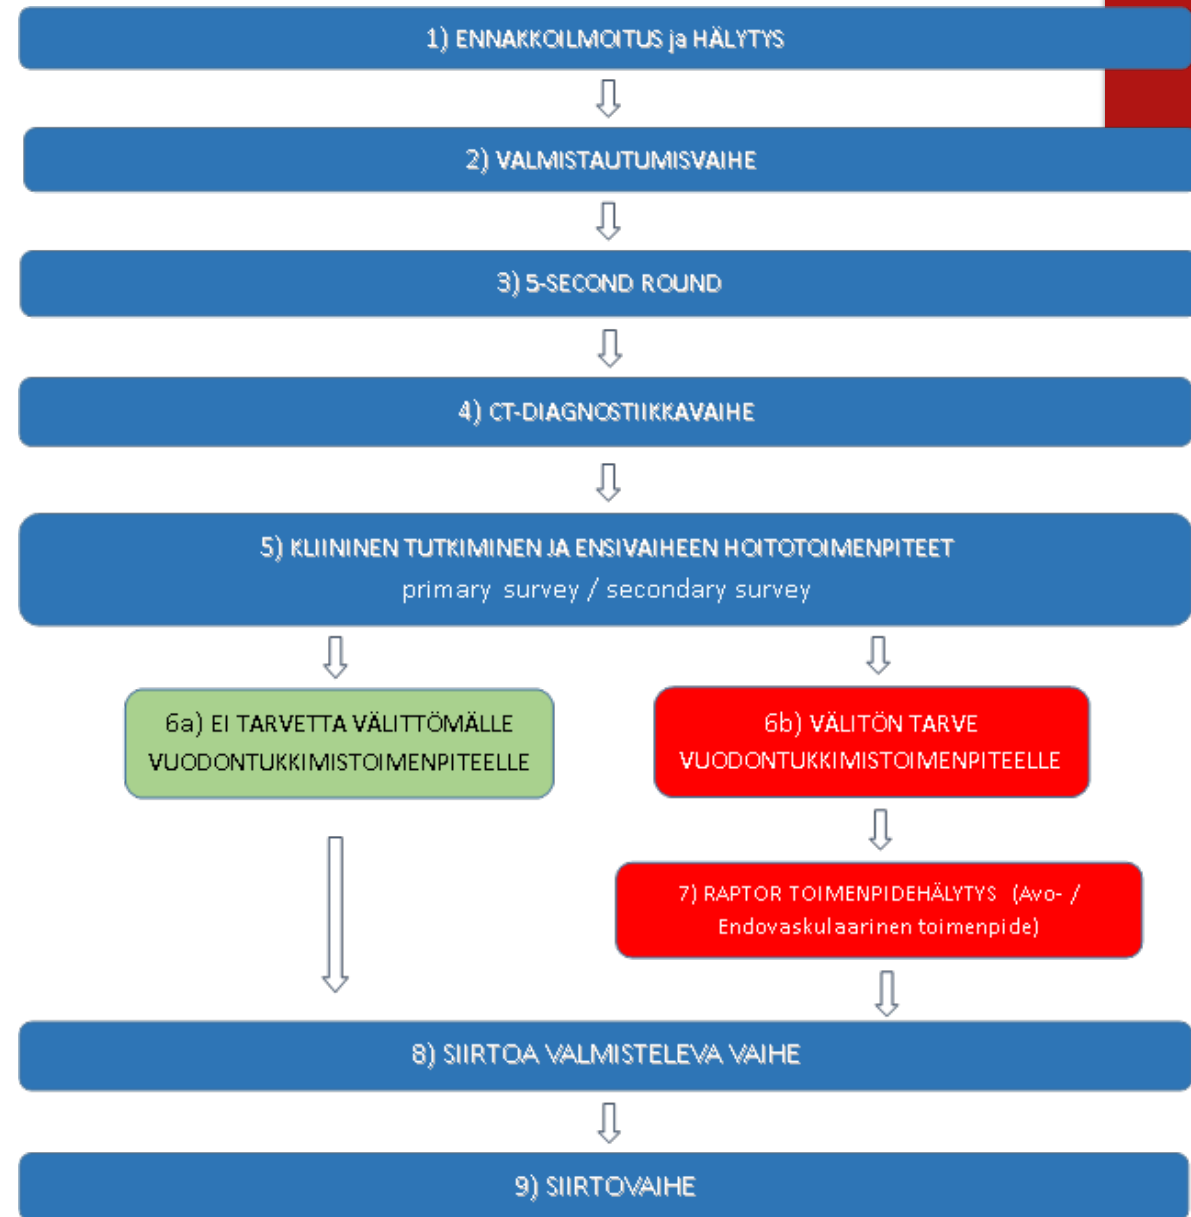 1) ENNAKKOILMOITUS ja HÄLYTYS
2) VALMISTAUTUMISVAIHE
3) 5-SECOND ROUND
4) CT-DIAGNOSTIIKKAVAIHE
5) KLIININEN TUTKIMINEN JA ENSIVAIHEEN HOITOTOIMENPITEET
primary survey / secondary survey
6a) EI TARVETTA VÄLITTÖMÄLLE
VUODONTUKKIMISTOIMENPITEELLE
6b) VÄLITÖN TARVE
VUODONTUKKIMISTOIMENPITEELLE
7) RAPTOR TOIMENPIDEHÄLYTYS (Avo- /
Endovaskulaarinen toimenpide)
8) SIIRTOA VALMISTELEVA VAIHE
9) SIIRTOVAIHE